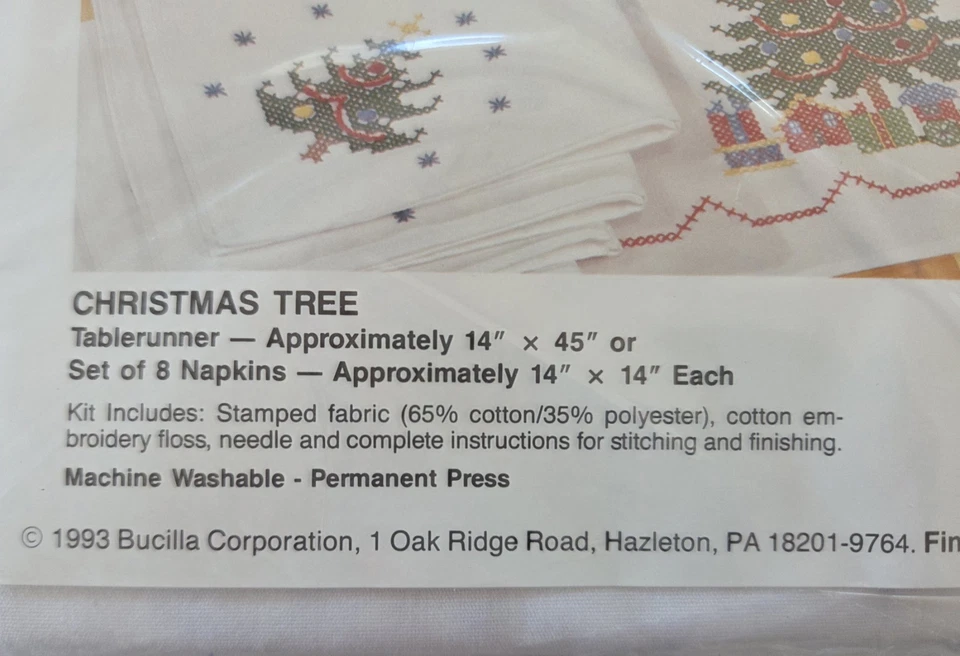 CHRISTMAS TREE
Tablerunner — Approximately 14" × 45" or
Set of 8 Napkins — Approximately 14" × 14" Each
Kit Includes: Stamped fabric (65% cotton/35% polyester), cotton em-
broidery floss, needle and complete instructions for stitching and finishing.
Machine Washable - Permanent Press
© 1993 Bucilla Corporation, 1 Oak Ridge Road, Hazleton, PA 18201-9764. Fin